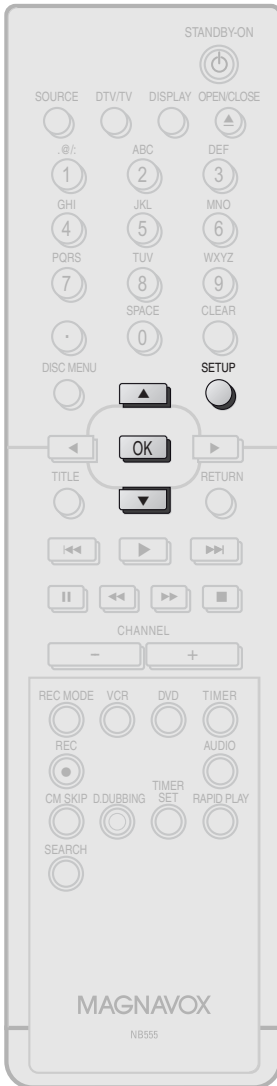 STANDBY-ON
SOURCE DTV/TV DISPLAY OPEN/CLOSE
.@/: ABC DEF
1 2 3
GHI JKL MNO
4 5 6
PQRS TUV WXYZ
7 8 9
SPACE CLEAR
· 0
DISC MENU SETUP
OK
TITLE RETURN
CHANNEL
− +
REC MODE VCR DVD TIMER
REC AUDIO
CM SKIP D.DUBBING TIMER SET RAPID PLAY
SEARCH
MAGNAVOX
NB555